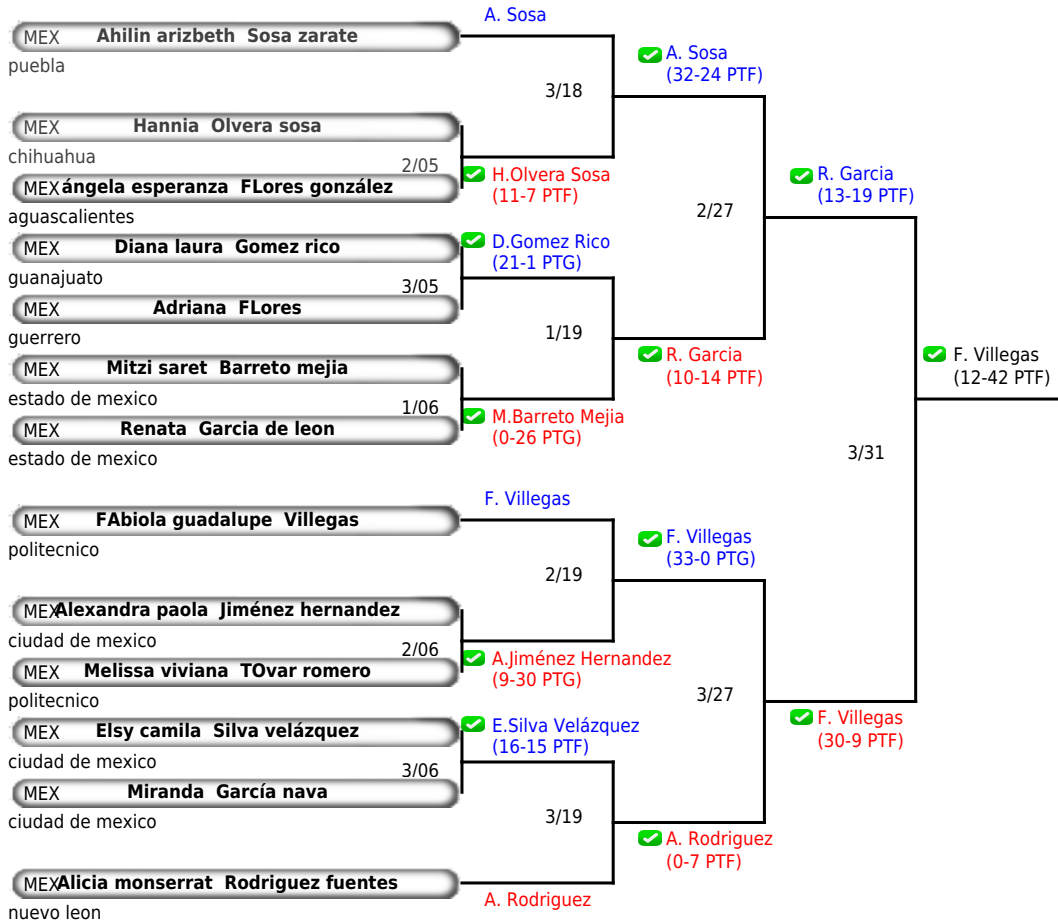 A. Sosa
MEX Ahilin arizbeth Sosa zarate
puebla
3/18
A. Sosa
(32-24 PTF)
MEX Hannia Olvera sosa
chihuahua
2/05
H.Olvera Sosa
(11-7 PTF)
MEX ángela esperanza FLores gonzález
aguascalientes
2/27
R. Garcia
(13-19 PTF)
MEX Diana laura Gomez rico
guanajuato
3/05
D.Gomez Rico
(21-1 PTG)
MEX Adriana FLores
guerrero
1/19
R. Garcia
(10-14 PTF)
MEX Mitzi saret Barreto mejia
estado de mexico
1/06
M.Barreto Mejia
(0-26 PTG)
MEX Renata Garcia de leon
estado de mexico
F. Villegas
(12-42 PTF)
3/31
F. Villegas
MEX FAbiola guadalupe Villegas
politecnico
2/19
F. Villegas
(33-0 PTG)
MEX Alexandra paola Jiménez hernandez
ciudad de mexico
2/06
A.Jiménez Hernandez
(9-30 PTG)
MEX Melissa viviana TOvar romero
politecnico
3/27
F. Villegas
(30-9 PTF)
MEX Elsy camila Silva velázquez
ciudad de mexico
3/06
E.Silva Velázquez
(16-15 PTF)
MEX Miranda García nava
ciudad de mexico
3/19
A. Rodriguez
(0-7 PTF)
MEX Alicia monserrat Rodriguez fuentes
nuevo leon
A. Rodriguez